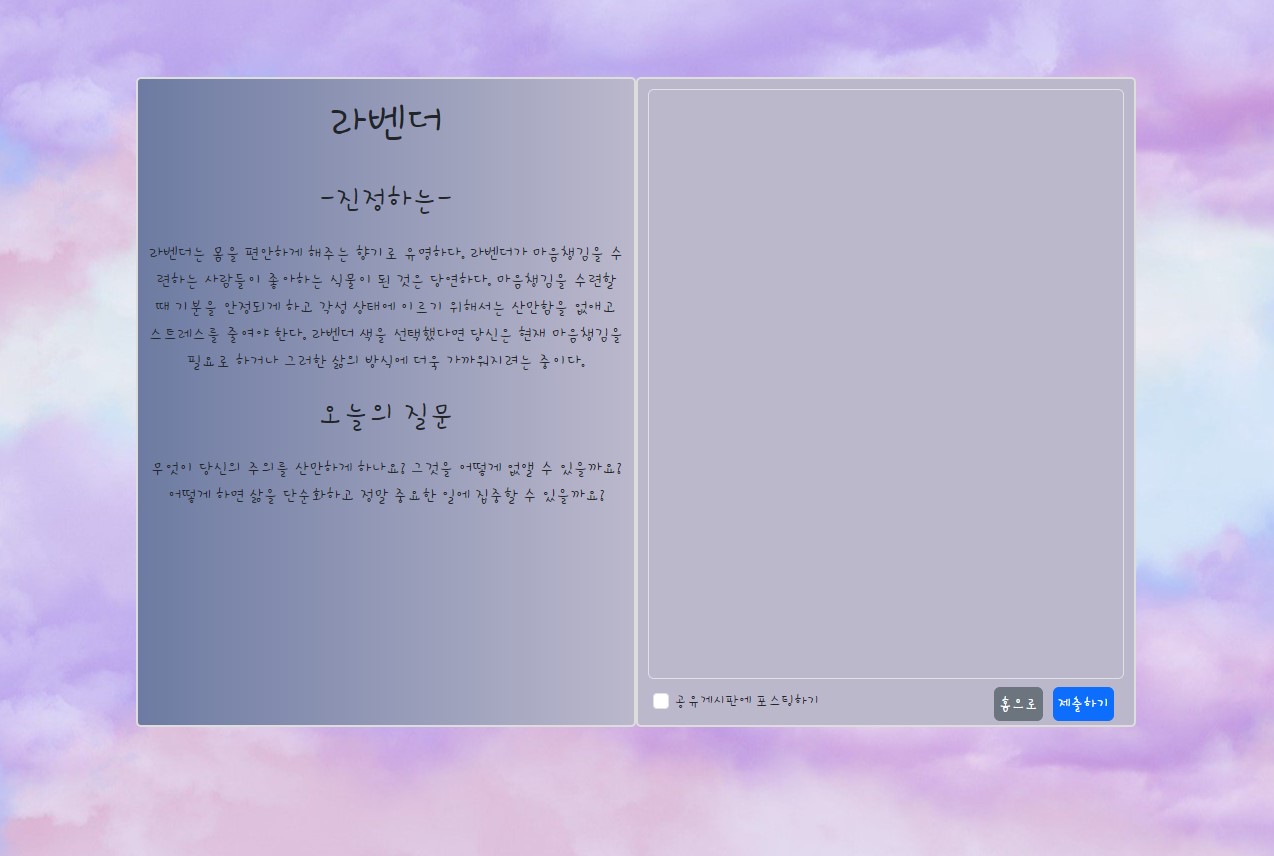 라벤더
-진정하는-
라벤더는 몸을 편안하게 해주는 향기로 유명하다. 라벤더가 마음챙김을 수
련하는 사람들이 좋아하는 식물이 된 것은 당연하다. 마음챙김을 수련할
때 기분을 안정되게 하고 각성 상태에 이르기 위해서는 산만함을 없애고
스트레스를 줄여야 한다. 라벤더 색을 선택했다면 당신은 현재 마음챙김을
필요로 하거나 그러한 삶의 방식에 더욱 가까워지려는 중이다.
오늘의 질문
무엇이 당신의 주의를 산만하게 하나요? 그것을 어떻게 없앨 수 있을까요?
어떻게 하면 삶을 단순화하고 정말 중요한 일에 집중할 수 있을까요?
공유게시판에 포스팅하기
홈으로
제출하기